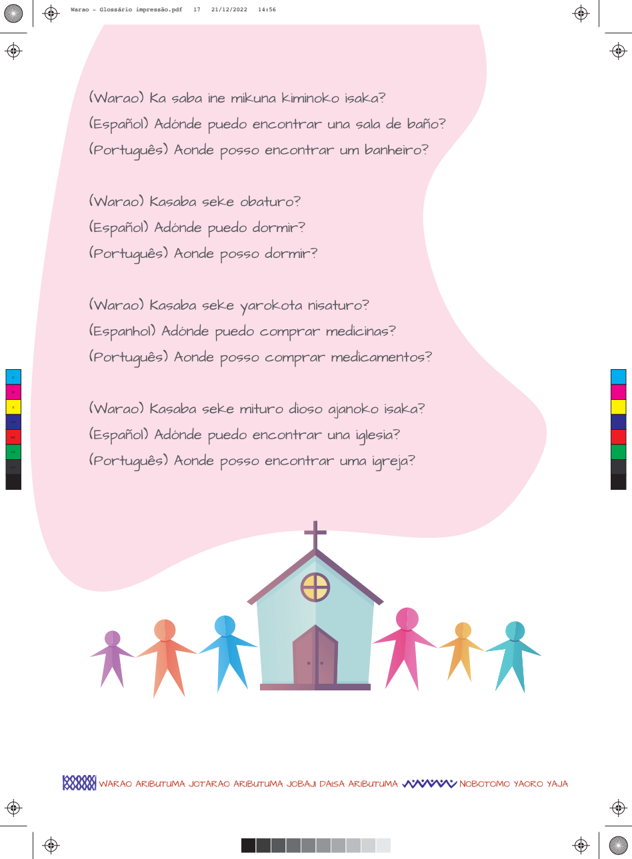 Warao - Glossário impressão.pdf 17 21/12/2022 14:56
(Warao) Ka saba ine mikuna kiminoko isaka?
(Español) Adónde puedo encontrar una sala de baño?
(Português) Aonde posso encontrar um banheiro?
(Warao) Kasaba seke obaturo?
(Español) Adónde puedo dormir?
(Português) Aonde posso dormir?
(Warao) Kasaba seke yarokota nisaturo?
(Espanhol) Adónde puedo comprar medicinas?
(Português) Aonde posso comprar medicamentos?
(Warao) Kasaba seke mituro dioso ajanoko isaka?
(Español) Adónde puedo encontrar una iglesia?
(Português) Aonde posso encontrar uma igreja?
WARAO ARIBUTUMA JOTARAO ARIBUTUMA JOBAJI DAISA ARIBUTUMA NOBOTOMO YAORO YAJA